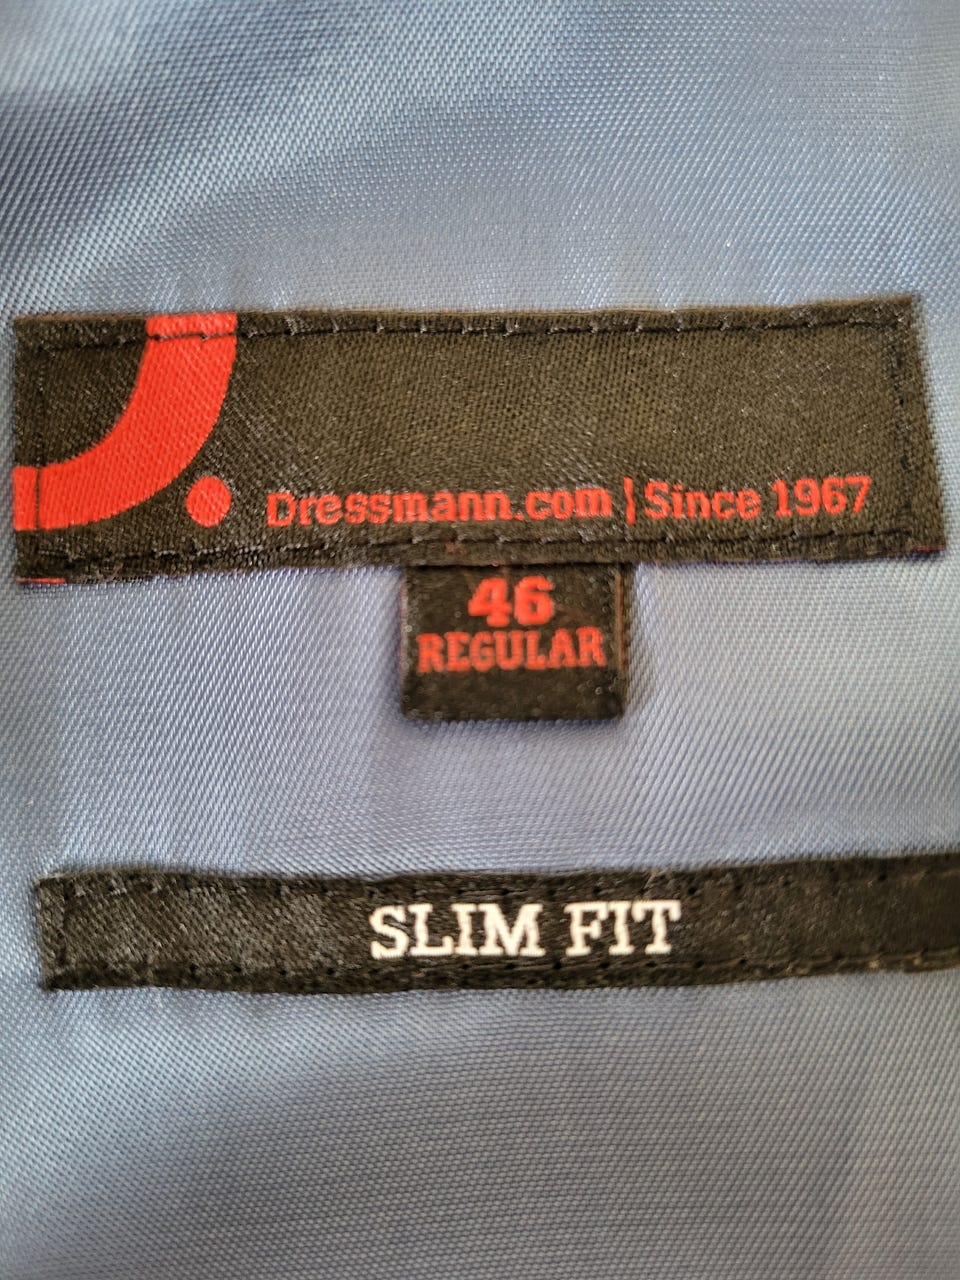 Dressmann.com | Since 1967
46
REGULAR
SLIM FIT